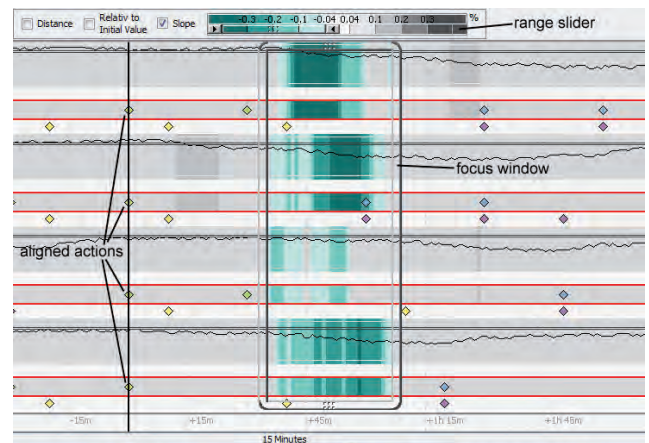 Distance
Relativ to
Initial Value
Slope
-0.3 -0.2 -0.1 -0.04 0.04 0.1 0.2 0.3 %
range slider
focus window
aligned actions
-15m +15m +45m +1h 15m +1h 45m
15 Minutes